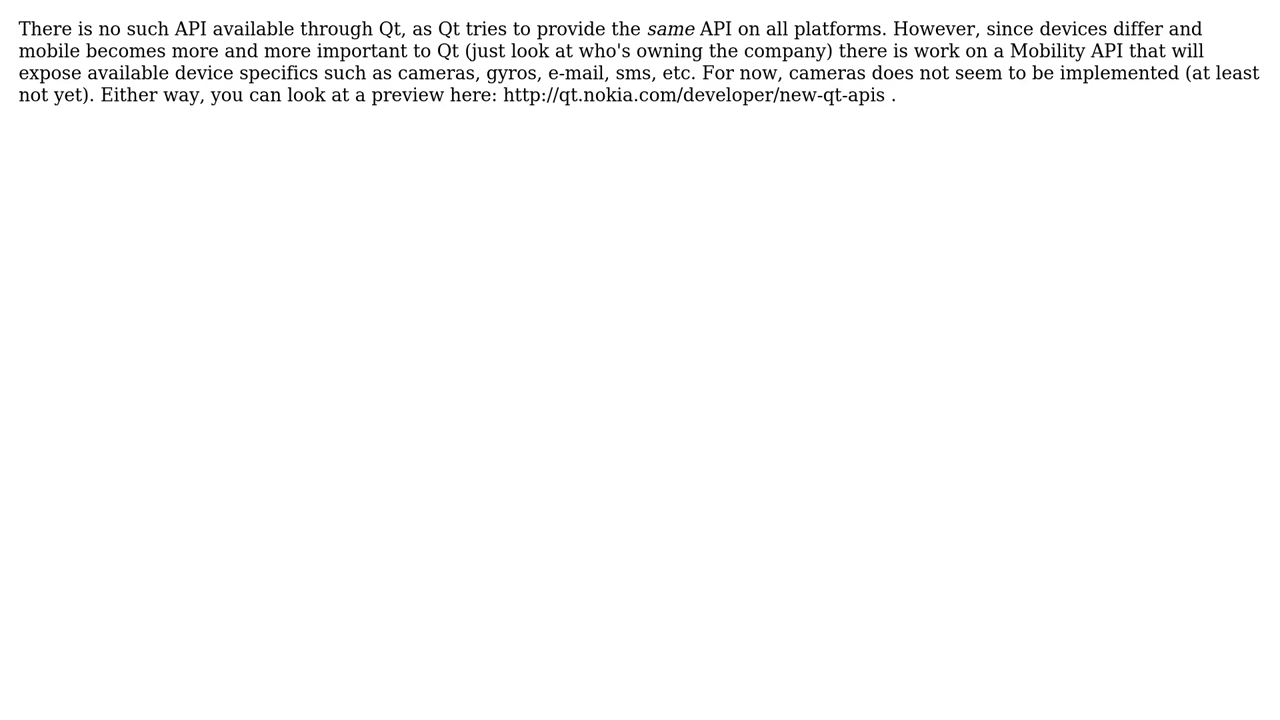 There is no such API available through Qt, as Qt tries to provide the same API on all platforms. However, since devices differ and
mobile becomes more and more important to Qt (just look at who's owning the company) there is work on a Mobility API that will
expose available device specifics such as cameras, gyros, e-mail, sms, etc. For now, cameras does not seem to be implemented (at least
not yet). Either way, you can look at a preview here: http://qt.nokia.com/developer/new-qt-apis .